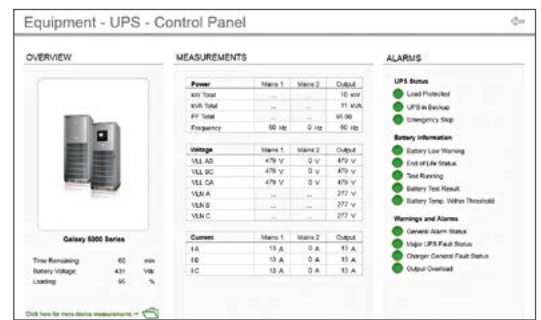 Equipment - UPS - Control Panel
OVERVIEW
Galaxy 5000 Series
Time Remaining: 60 min
Battery Voltage: 431 Vdc
Loading: 95 %
Click here for more device measurements
MEASUREMENTS
Power Mains 1 Mains 2 Output
kW Total ... ... 10 kW
kVA Total ... ... 11 kVA
PF Total ... ... 95.00
Frequency 60 Hz 0 Hz 60 Hz
Voltage Mains 1 Mains 2 Output
VLL AB 479 V 0 V 479 V
VLL BC 479 V 0 V 479 V
VLL CA 479 V 0 V 479 V
VLN A ... ... 277 V
VLN B ... ... 277 V
VLN C ... ... 277 V
Current Mains 1 Mains 2 Output
I A 13 A 0 A 13 A
I B 13 A 0 A 13 A
I C 13 A 0 A 13 A
ALARMS
UPS Status
Load Protected
UPS in Backup
Emergency Stop
Battery Information
Battery Low Warning
End of Life Status
Test Running
Battery Test Result
Battery Temp. Within Threshold
Warnings and Alarms
General Alarm Status
Major UPS Fault Status
Charger General Fault Status
Output Overload